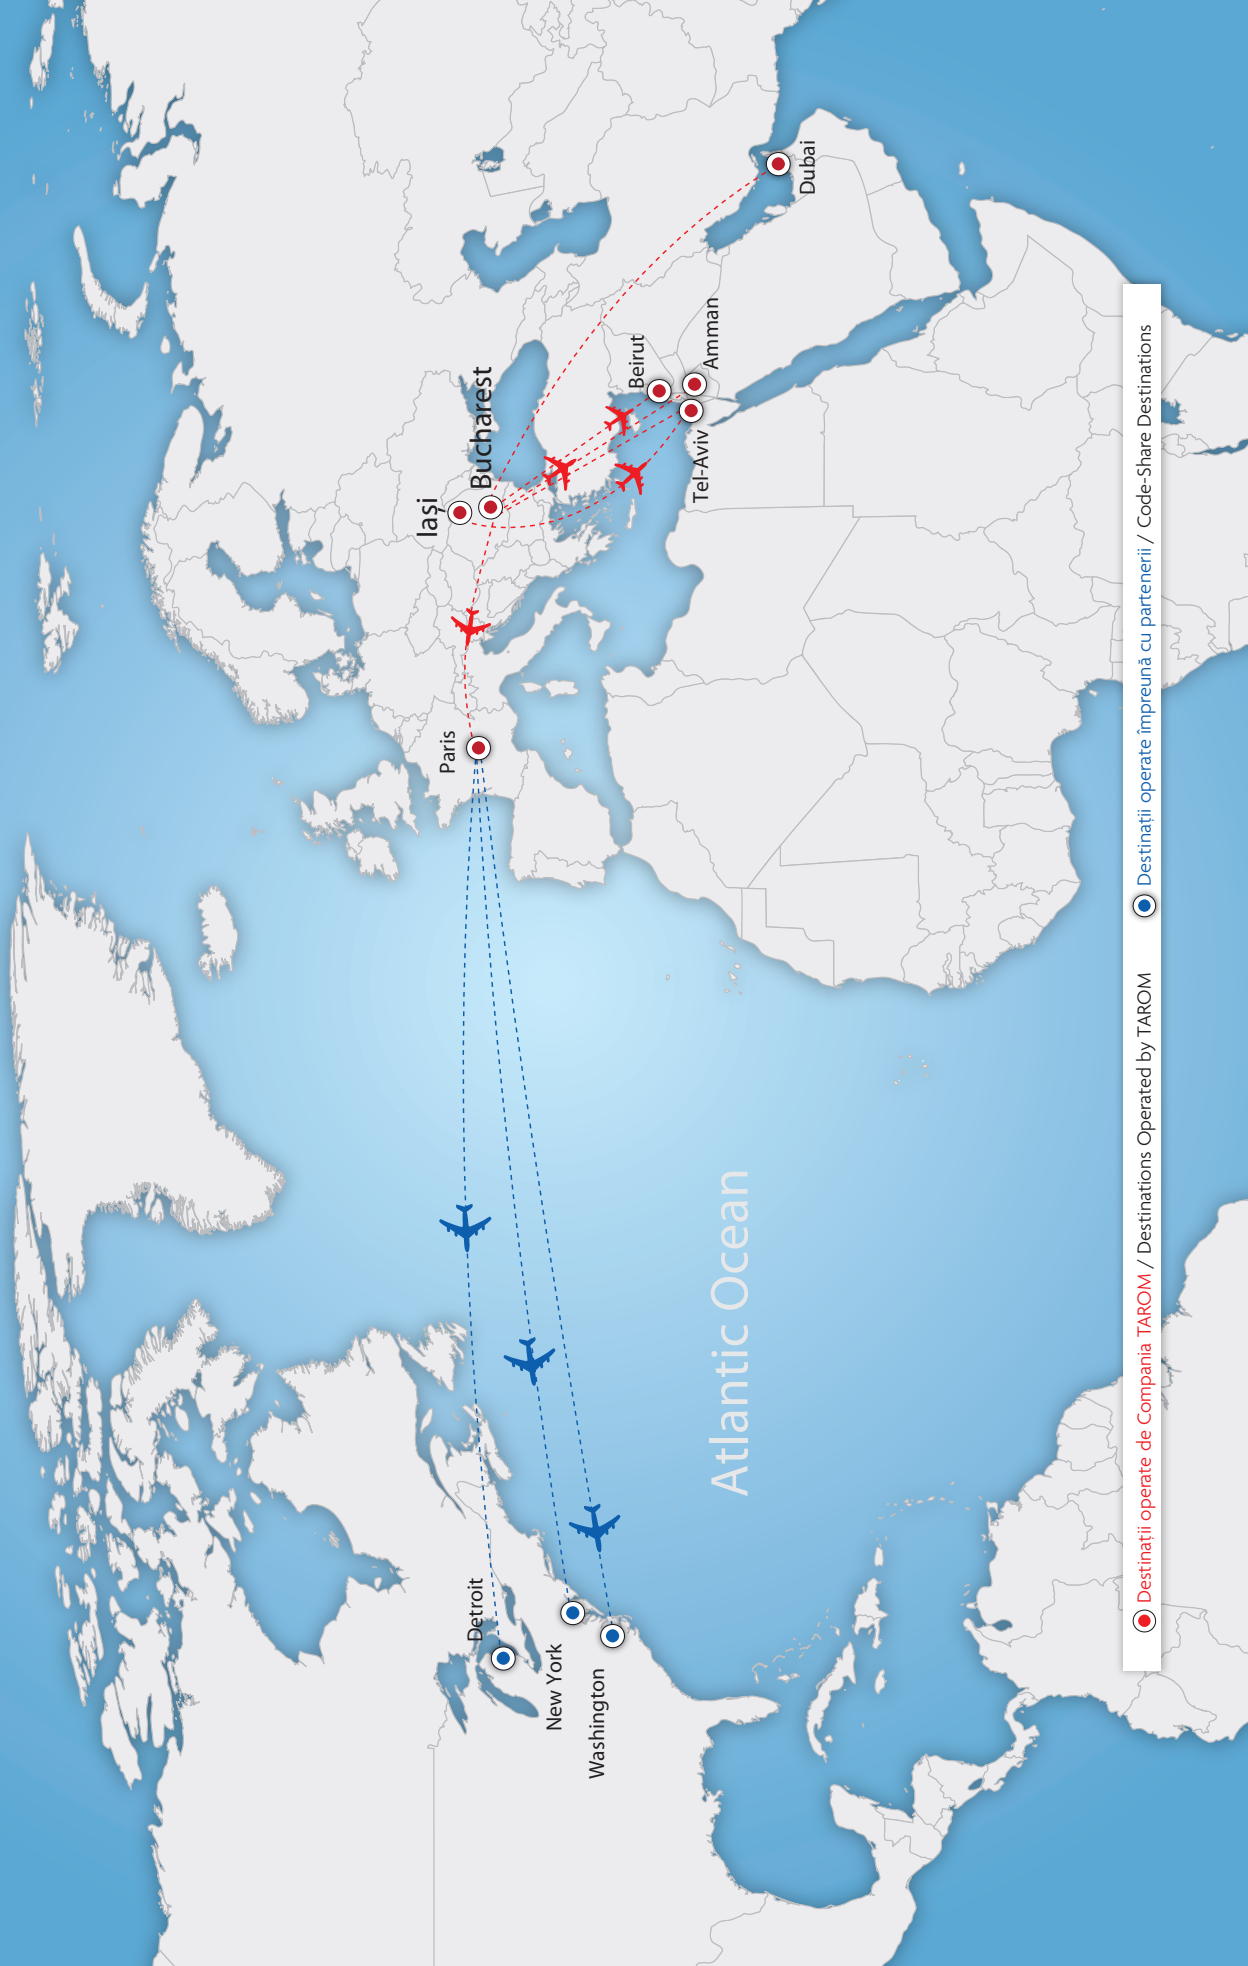 Iași
Bucharest
Paris
Beirut
Amman
Tel-Aviv
Dubai
Detroit
New York
Washington
Atlantic Ocean
Destinații operate de Compania TAROM / Destinations Operated by TAROM
Destinații operate împreună cu partenerii / Code-Share Destinations